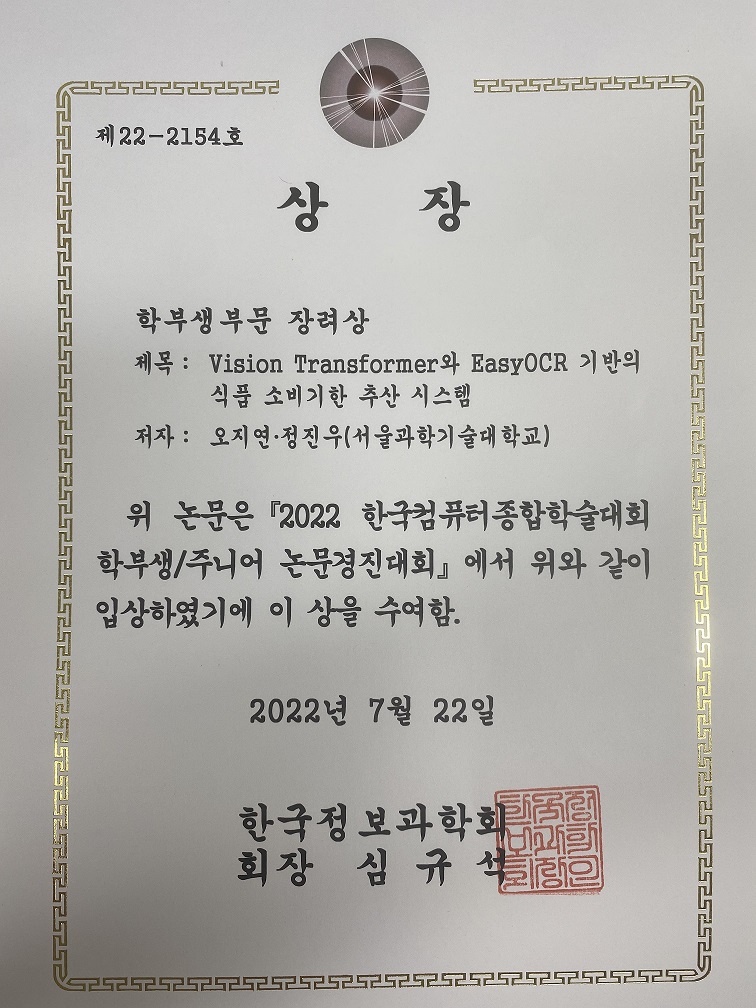 제22-2154호
상 장
학부생부문 장려상
제목 : Vision Transformer와 EasyOCR 기반의
식품 소비기한 추산 시스템
저자 : 오지연·정진우(서울과학기술대학교)
위 논문은 『2022 한국컴퓨터종합학술대회
학부생/주니어 논문경진대회』 에서 위와 같이
입상하였기에 이 상을 수여함.
2022년 7월 22일
한국정보과학회
회장 심규석